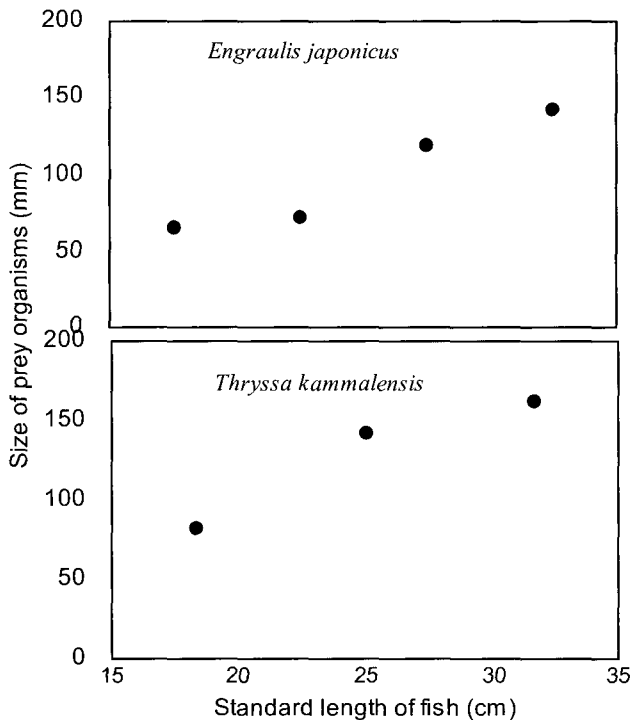 200
Engraulis japonicus
150
100
50
0
200
Thryssa kammalensis
150
100
50
0
15 20 25 30 35
Standard length of fish (cm)
Size of prey organisms (mm)